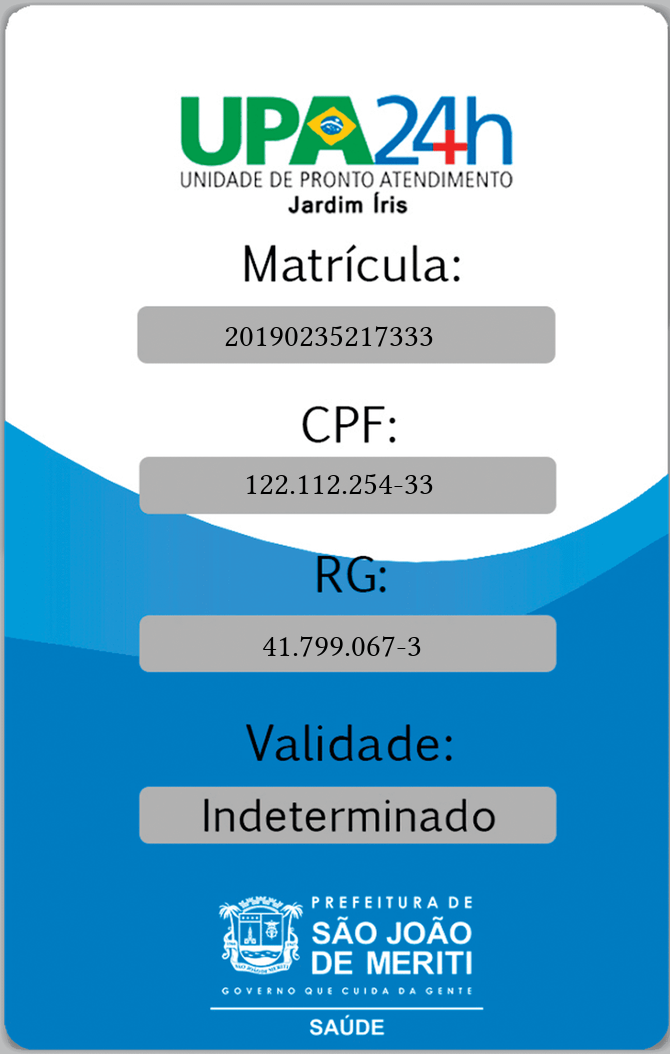 UPA24h
UNIDADE DE PRONTO ATENDIMENTO
Jardim Íris
Matrícula:
20190235217333
CPF:
122.112.254-33
RG:
41.799.067-3
Validade:
Indeterminado
PREFEITURA DE
SÃO JOÃO
DE MERITI
GOVERNO QUE CUIDA DA GENTE
SAÚDE